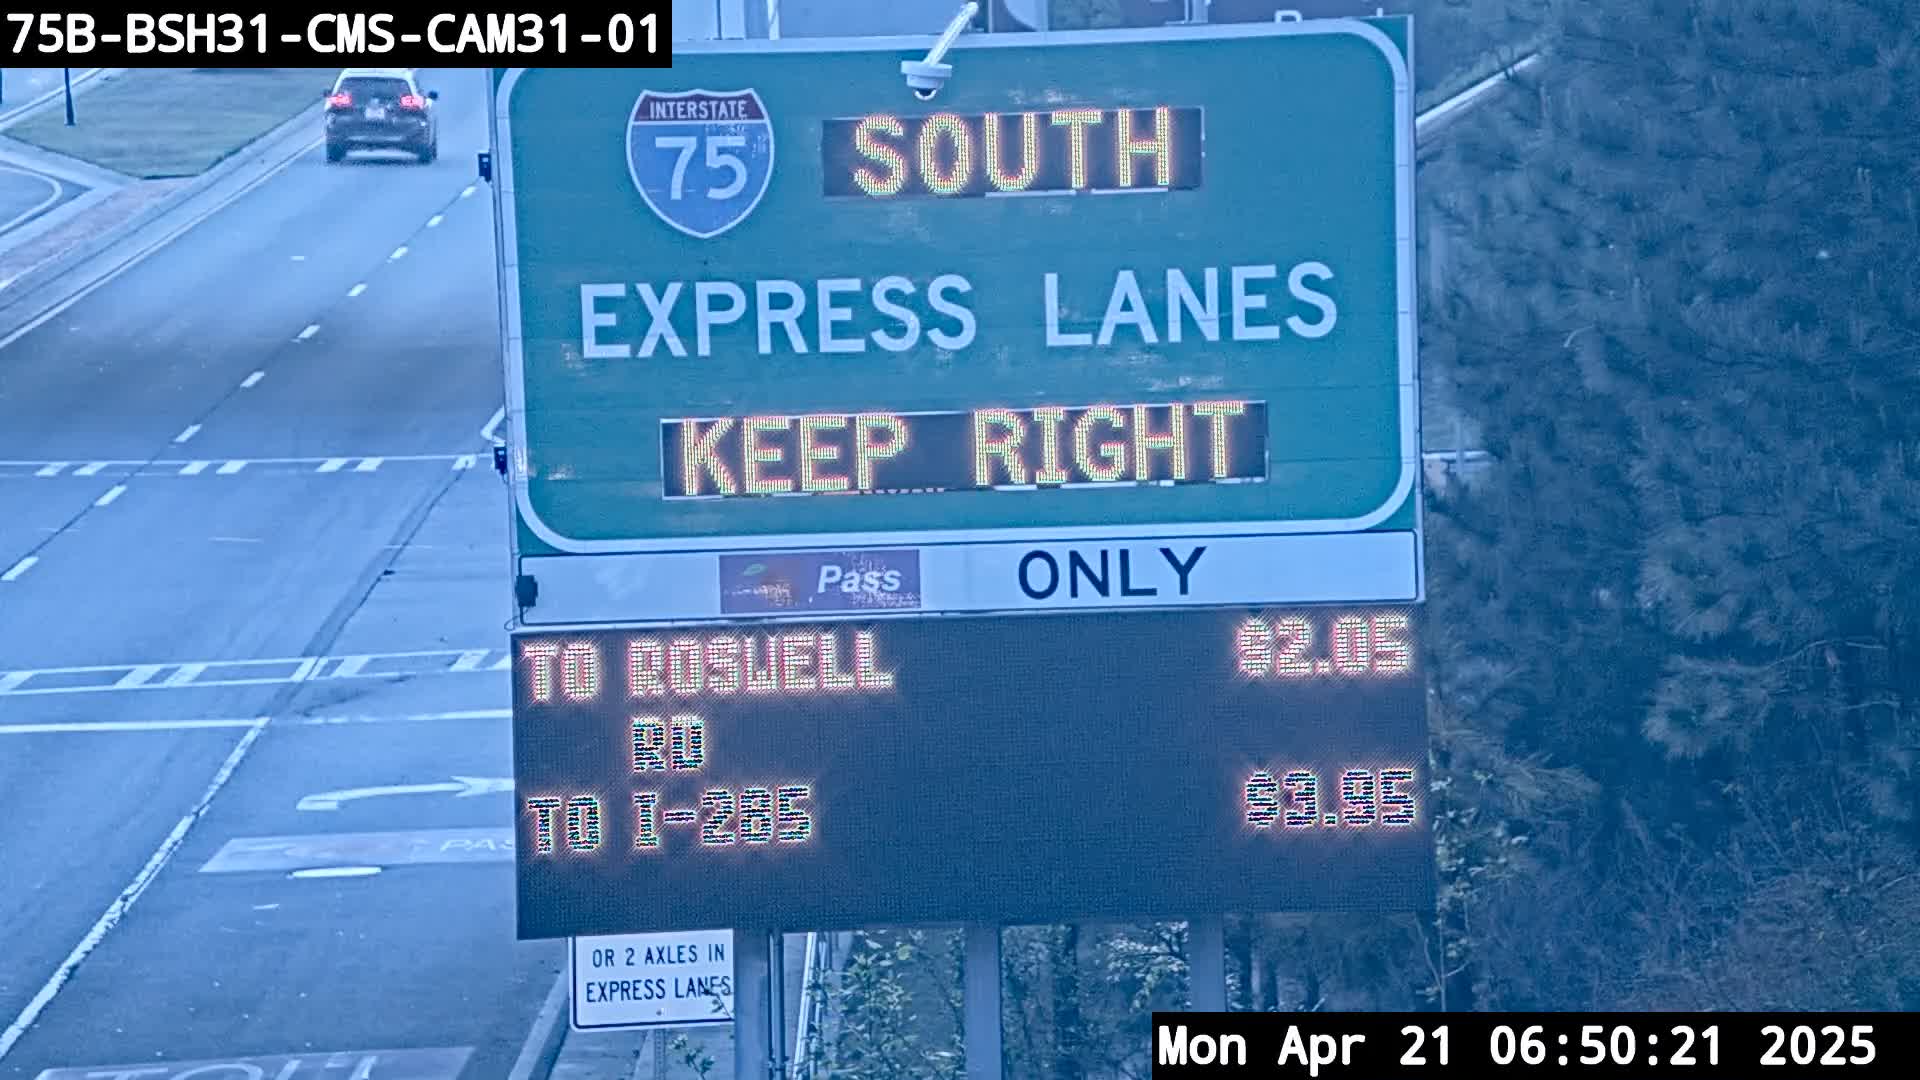 75B-BSH31-CMS-CAM31-01
INTERSTATE
75
SOUTH
EXPRESS LANES
KEEP RIGHT
Pass ONLY
TO ROSWELL $2.05
RD
TO I-285 $3.95
OR 2 AXLES IN
EXPRESS LANES
Mon Apr 21 06:50:21 2025